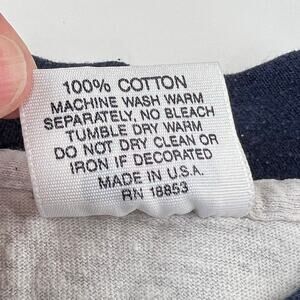 100% COTTON
MACHINE WASH WARM
SEPARATELY, NO BLEACH
TUMBLE DRY WARM
DO NOT DRY CLEAN OR
IRON IF DECORATED
MADE IN U.S.A.
RN 18853